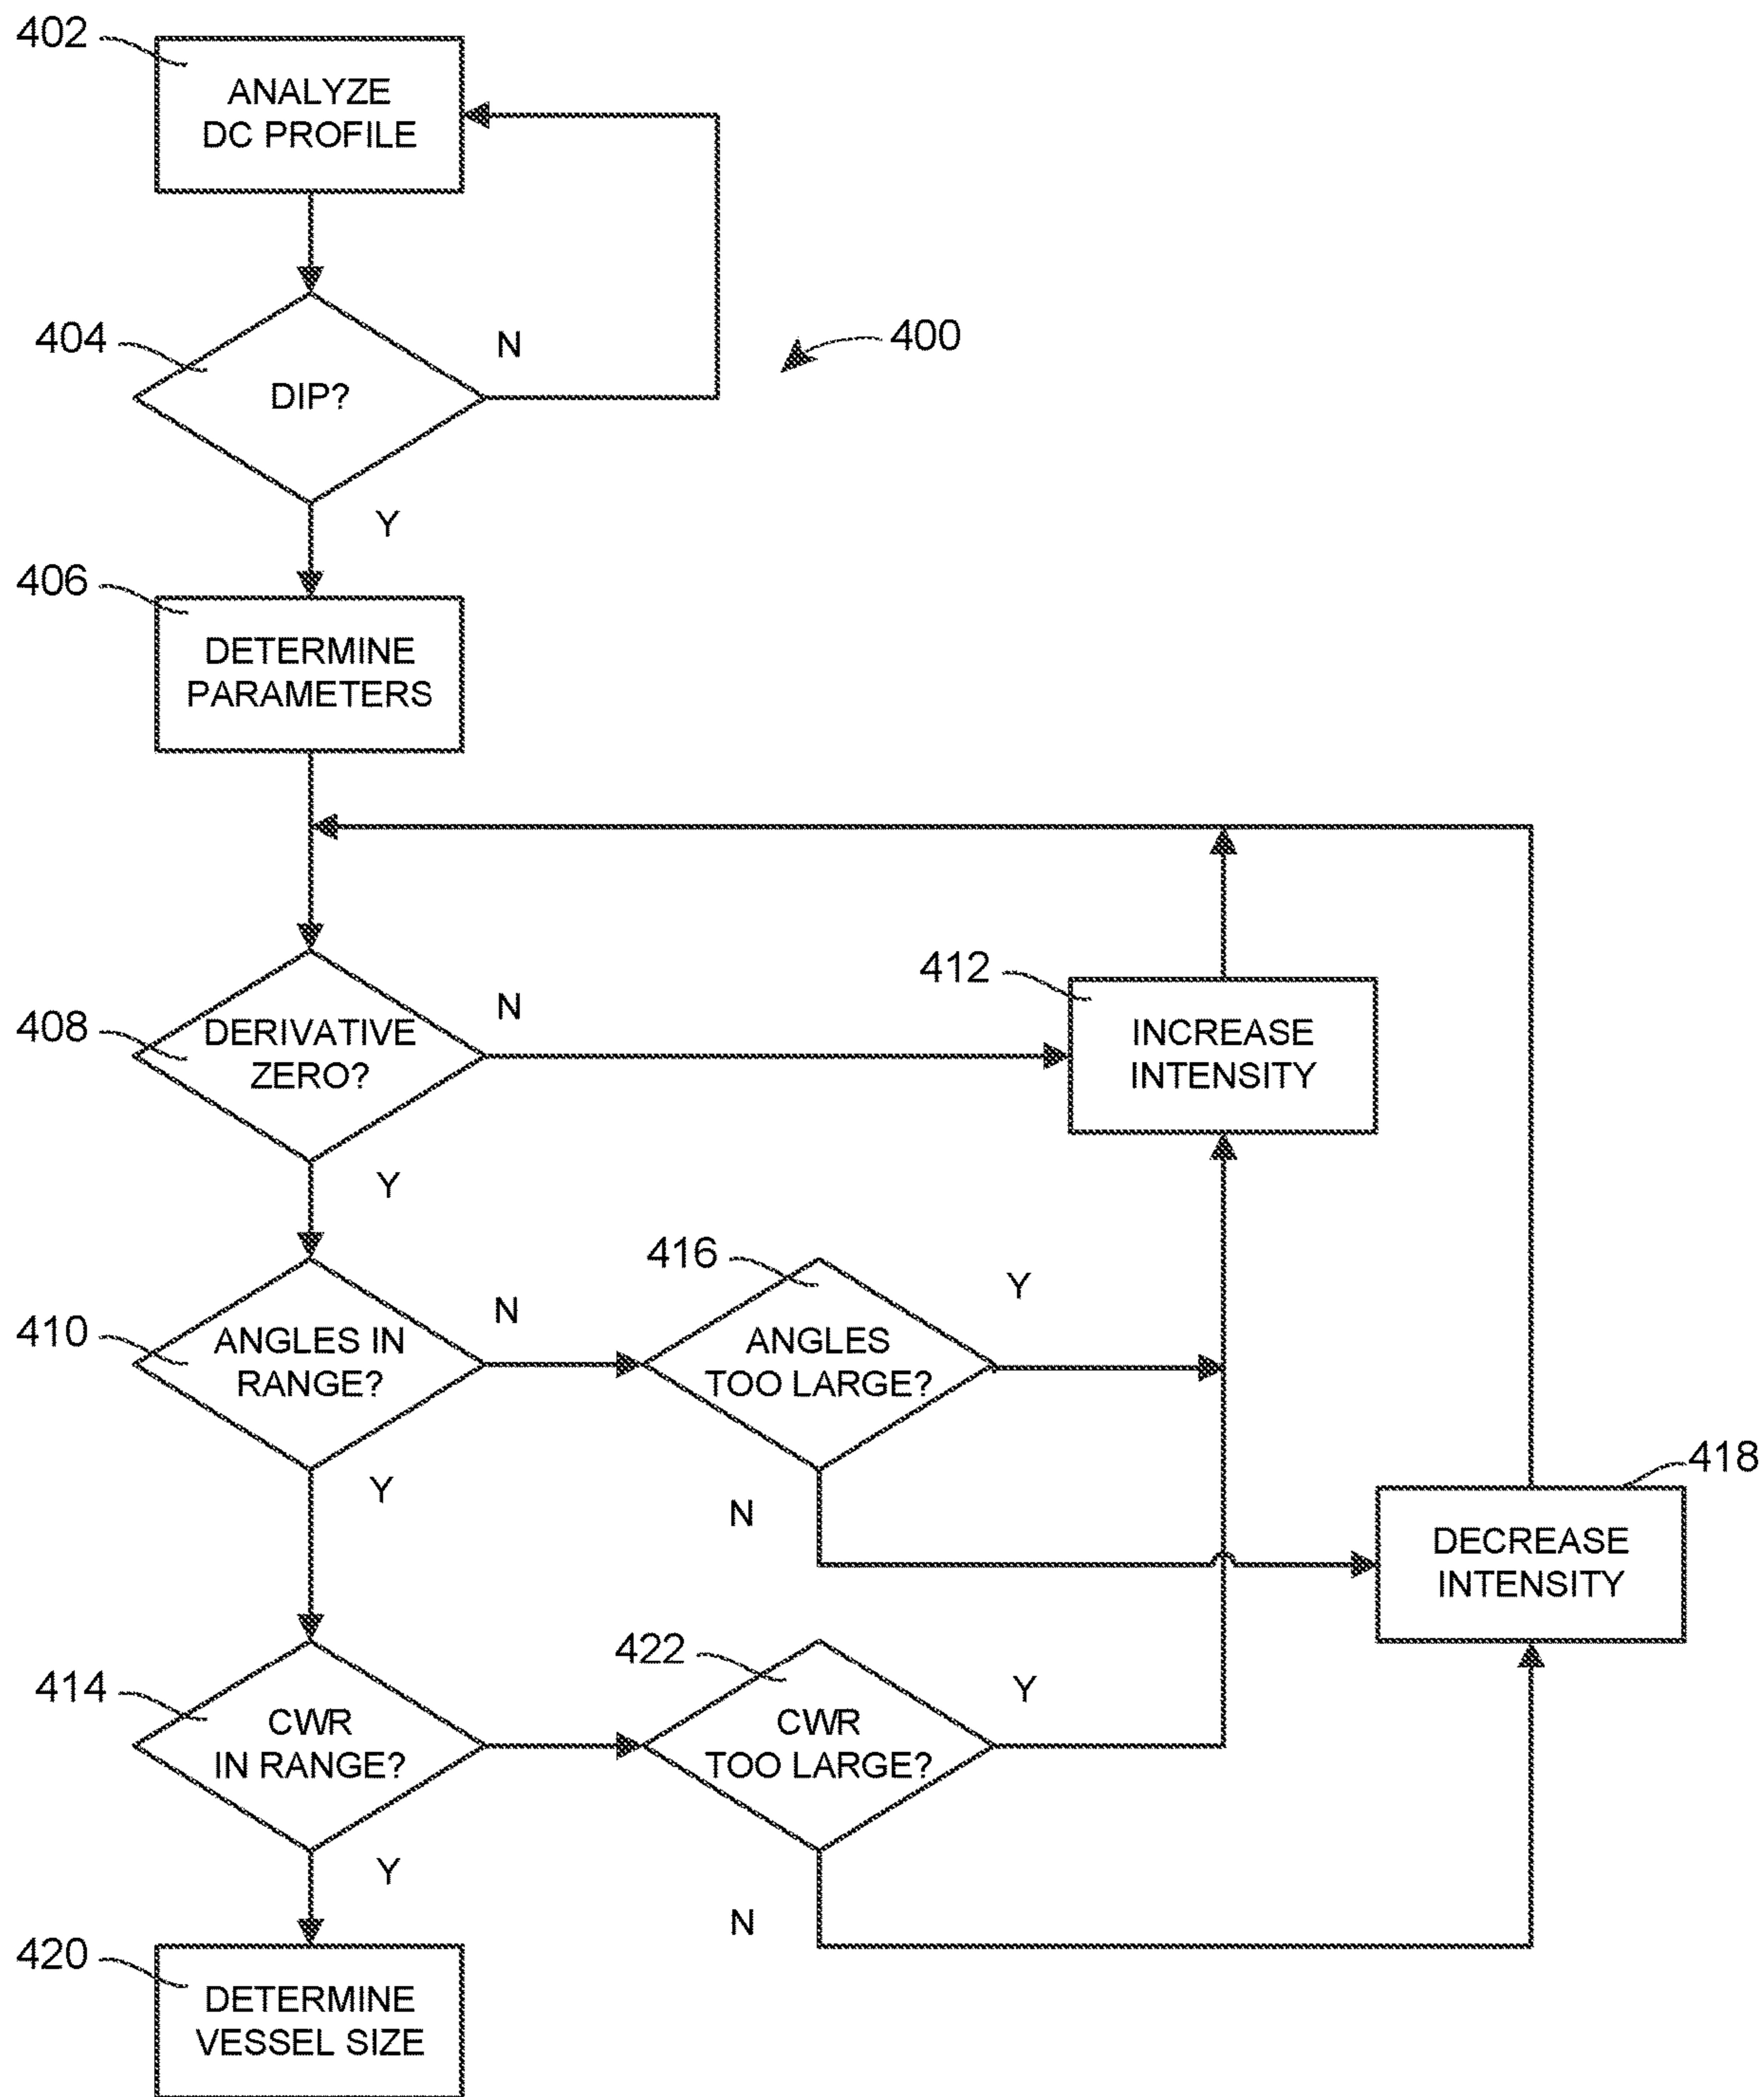 402
ANALYZE
DC PROFILE
404
DIP?
N
400
Y
406
DETERMINE
PARAMETERS
408
DERIVATIVE
ZERO?
N
412
INCREASE
INTENSITY
Y
410
ANGLES IN
RANGE?
N
416
ANGLES
TOO LARGE?
Y
N
418
DECREASE
INTENSITY
Y
414
CWR
IN RANGE?
422
CWR
TOO LARGE?
Y
N
Y
420
DETERMINE
VESSEL SIZE